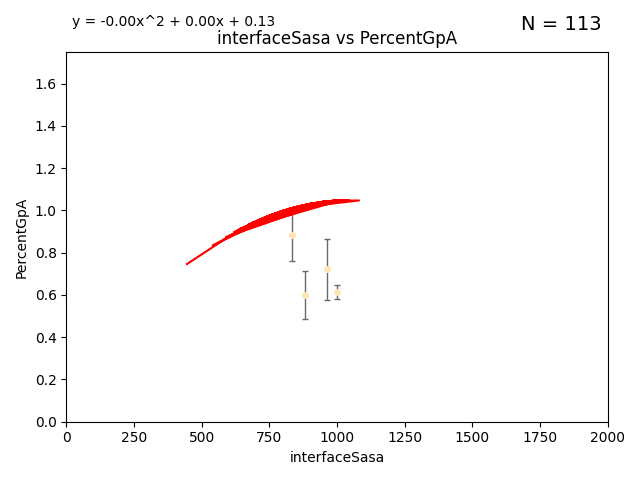 y = -0.00x^2 + 0.00x + 0.13
N = 113
interfaceSasa vs PercentGpA
PercentGpA
1.6
1.4
1.2
1.0
0.8
0.6
0.4
0.2
0.0
0 250 500 750 1000 1250 1500 1750 2000
interfaceSasa